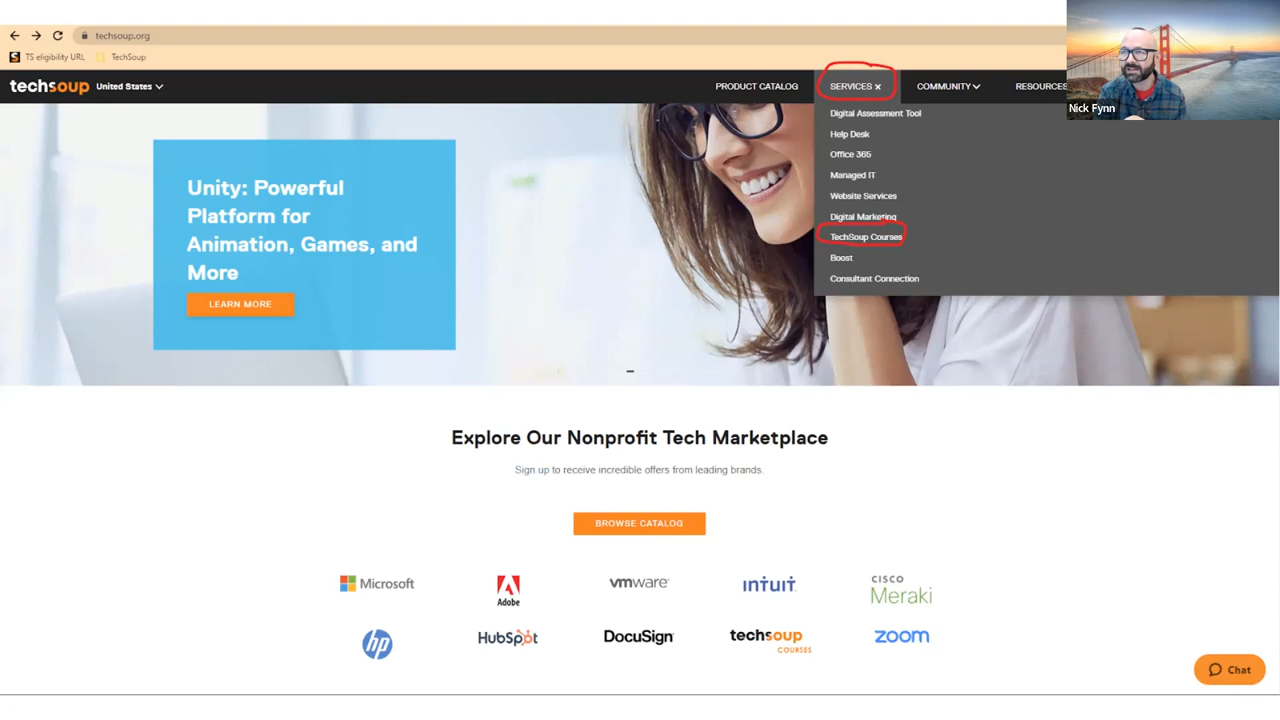 techsoup.org
TS eligibility URL
TechSoup
techsoup
United States
PRODUCT CATALOG
SERVICES
COMMUNITY
RESOURCES
Nick Fynn
Digital Assessment Tool
Help Desk
Office 365
Managed IT
Website Services
Digital Marketing
TechSoup Courses
Boost
Consultant Connection
Unity: Powerful
Platform for
Animation, Games, and
More
LEARN MORE
Explore Our Nonprofit Tech Marketplace
Sign up to receive incredible offers from leading brands.
BROWSE CATALOG
Microsoft
Adobe
vmware
intuit
CISCO
Meraki
hp
HubSpot
DocuSign
techsoup
COURSES
zoom
Chat